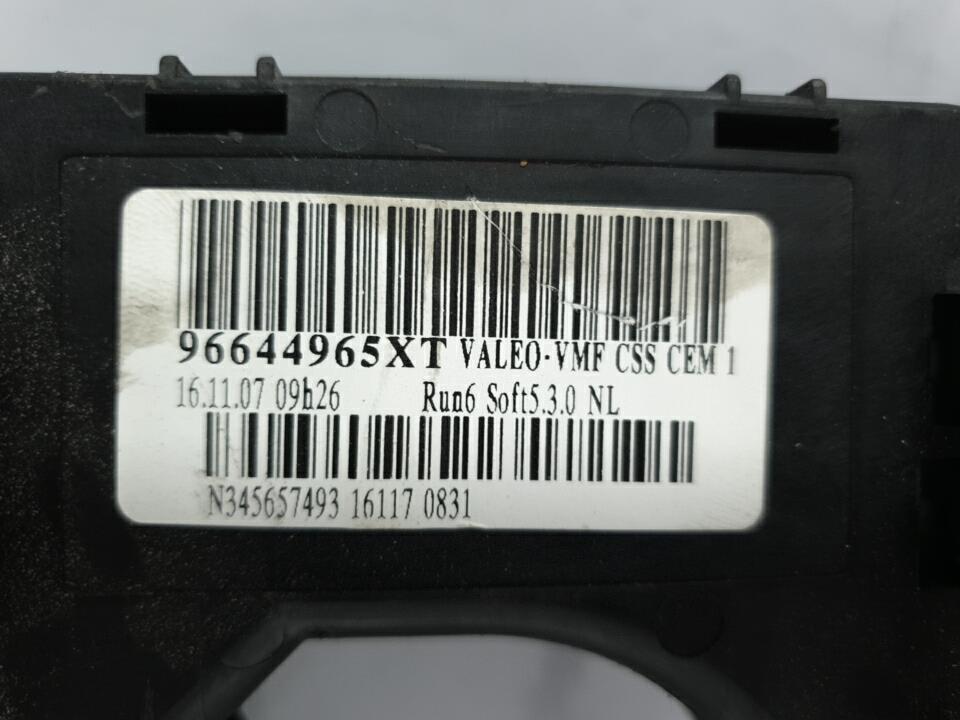 96644965XT VALEO-VMF CSS CEM 1
16.11.07 09h26 Run6 Soft5.3.0 NL
N345657493 16117 0831